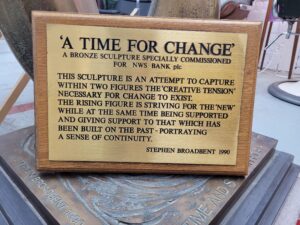 'A TIME FOR CHANGE'
A BRONZE SCULPTURE SPECIALLY COMMISSIONED
FOR NWS BANK plc
THIS SCULPTURE IS AN ATTEMPT TO CAPTURE
WITHIN TWO FIGURES THE 'CREATIVE TENSION'
NECESSARY FOR CHANGE TO EXIST.
THE RISING FIGURE IS STRIVING FOR THE 'NEW'
WHILE AT THE SAME TIME BEING SUPPORTED
AND GIVING SUPPORT TO THAT WHICH HAS
BEEN BUILT ON THE PAST - PORTRAYING
A SENSE OF CONTINUITY.
STEPHEN BROADBENT 1990
TIME AND